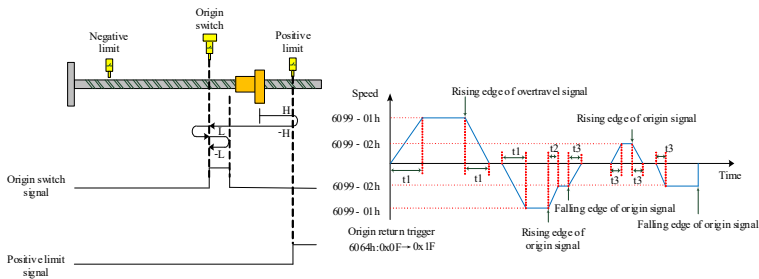 Origin
switch
Negative
limit
Positive
limit
H
-H
L
-L
Origin switch
signal
Positive limit
signal
Speed
Rising edge of overtravel signal
6099 - 01h
Rising edge of origin signal
6099 - 02h
t1
t1
t1
t2
t3
t3
t3
t3
Time
6099 - 02h
Falling edge of origin signal
6099 - 01h
Falling edge of origin signal
Origin return trigger
6064h:0x0F→ 0x1F
Rising edge of
origin signal